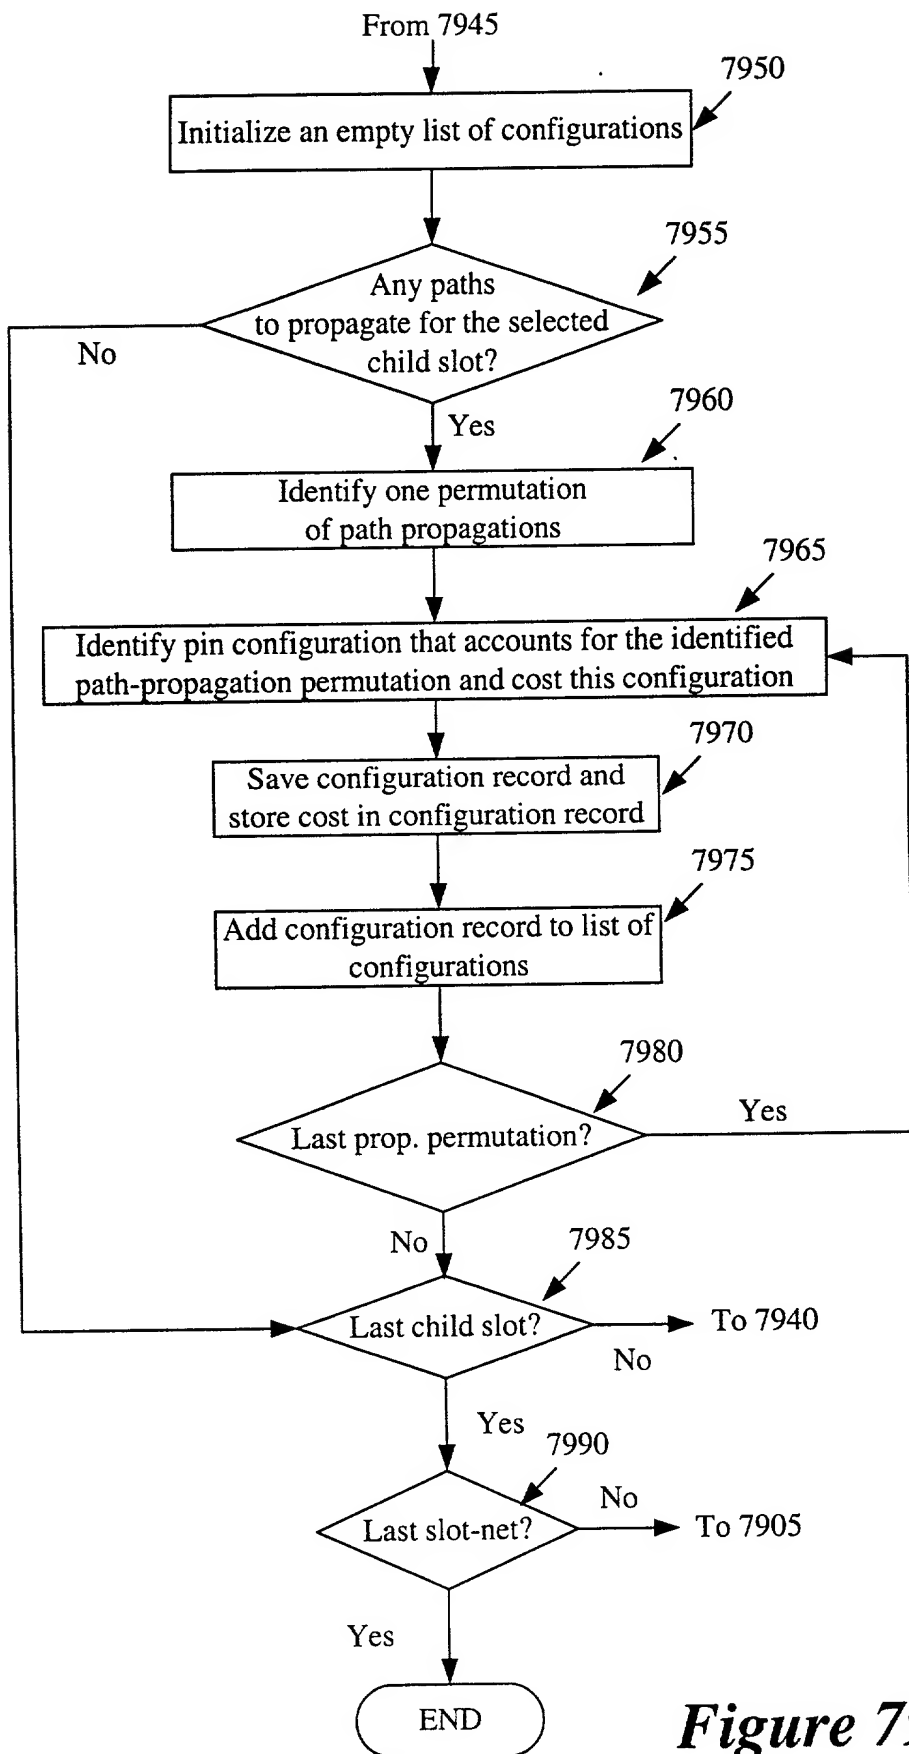 From 7945
7950
Initialize an empty list of configurations
7955
Any paths
to propagate for the selected
child slot?
No
Yes
7960
Identify one permutation
of path propagations
7965
Identify pin configuration that accounts for the identified
path-propagation permutation and cost this configuration
7970
Save configuration record and
store cost in configuration record
7975
Add configuration record to list of
configurations
7980
Last prop. permutation?
Yes
No
7985
Last child slot?
To 7940
No
Yes
7990
Last slot-net?
No
To 7905
Yes
END
Figure